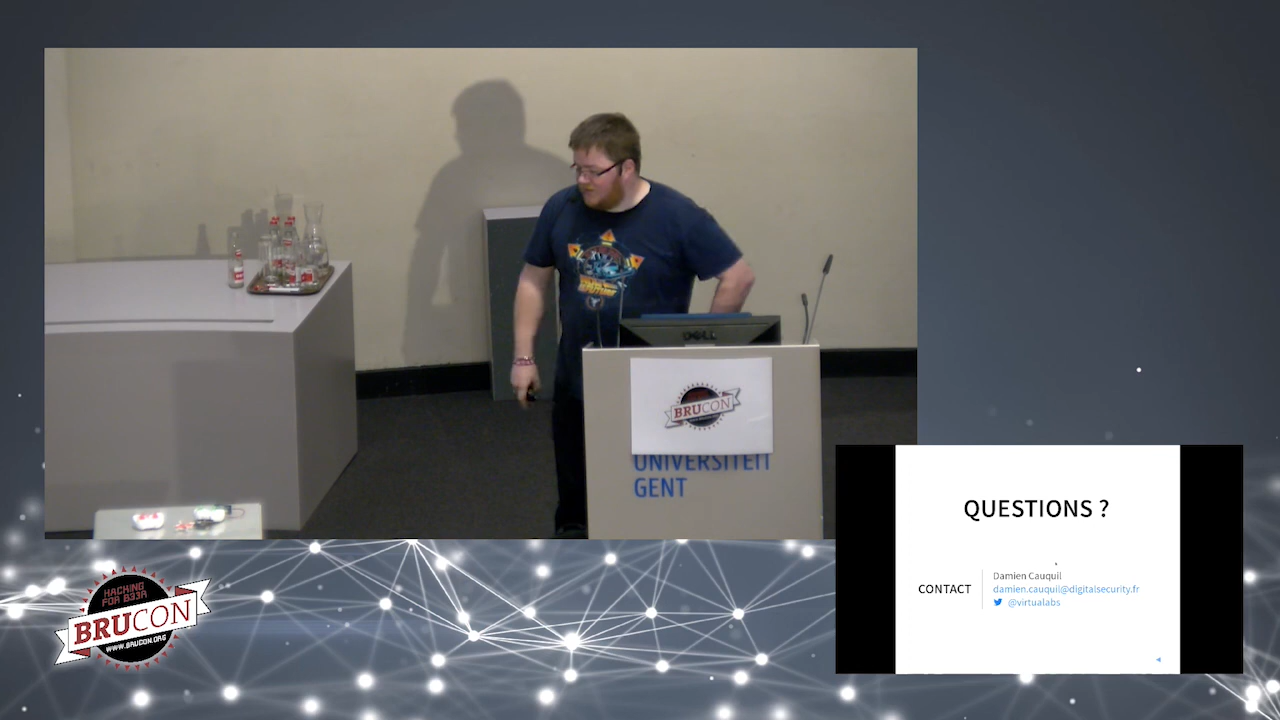 DELL
BRUCON
UNIVERSITEIT
GENT
QUESTIONS ?
CONTACT
Damien Cauquil
damien.cauquil@digitalsecurity.fr
@virtualabs
HACKING
FOR B33R
BRUCON
WWW.BRUCON.ORG